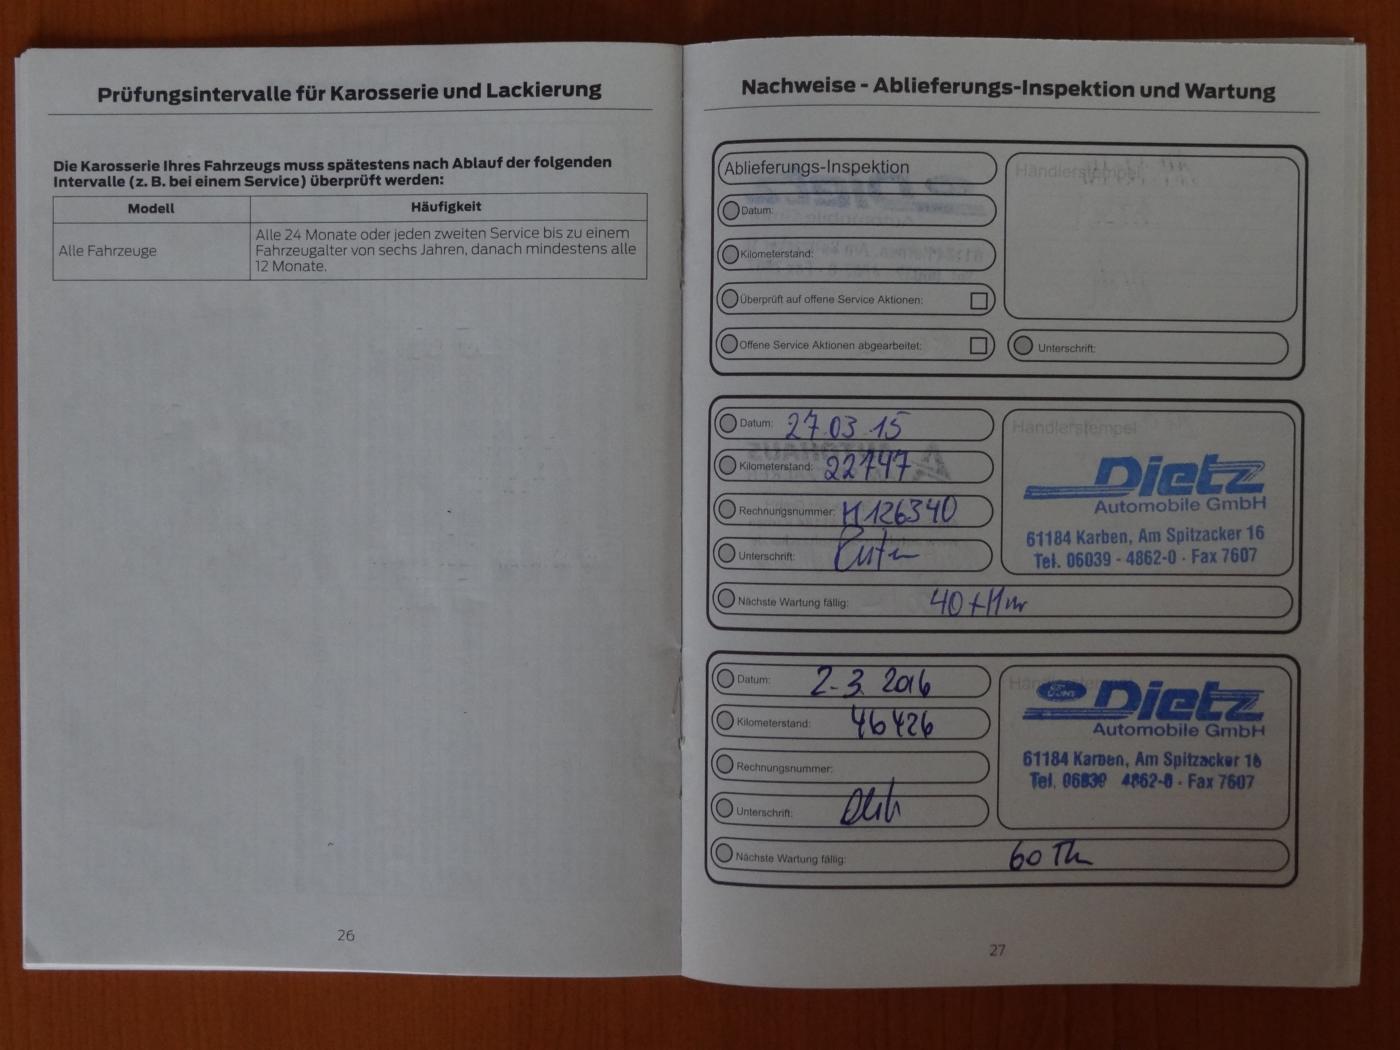 Prüfungsintervalle für Karosserie und Lackierung
Die Karosserie Ihres Fahrzeugs muss spätestens nach Ablauf der folgenden
Intervalle (z. B. bei einem Service) überprüft werden:
Modell Häufigkeit
Alle Fahrzeuge
Alle 24 Monate oder jeden zweiten Service bis zu einem
Fahrzeugalter von sechs Jahren, danach mindestens alle
12 Monate.
26
Nachweise - Ablieferungs-Inspektion und Wartung
Ablieferungs-Inspektion
Händlerstempel
Datum:
Kilometerstand:
Überprüft auf offene Service Aktionen:
Offene Service Aktionen abgearbeitet:
Unterschrift:
Datum: 27.03.15
Kilometerstand: 22747
Rechnungsnummer: H126340
Unterschrift:
Nächste Wartung fällig: 40
Händlerstempel
Dietz
Automobile GmbH
61184 Karben, Am Spitzacker 16
Tel. 06039 - 4862-0 · Fax 7607
Datum: 2.3.2016
Kilometerstand: 46426
Rechnungsnummer:
Unterschrift:
Nächste Wartung fällig: 60 Th
Händlerstempel
Ford Dietz
Automobile GmbH
61184 Karben, Am Spitzacker 16
Tel. 06039 4862-0 · Fax 7607
27